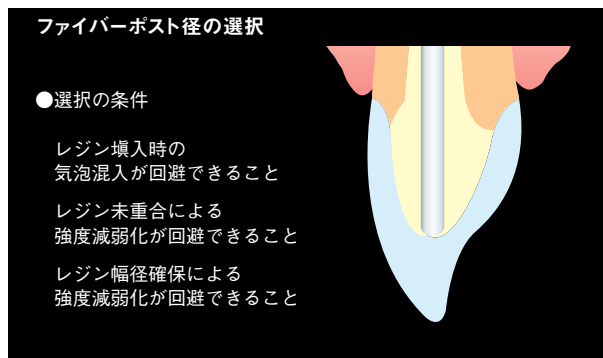 ファイバーポスト径の選択
●選択の条件
レジン塡入時の
気泡混入が回避できること
レジン未重合による
強度減弱化が回避できること
レジン幅径確保による
強度減弱化が回避できること